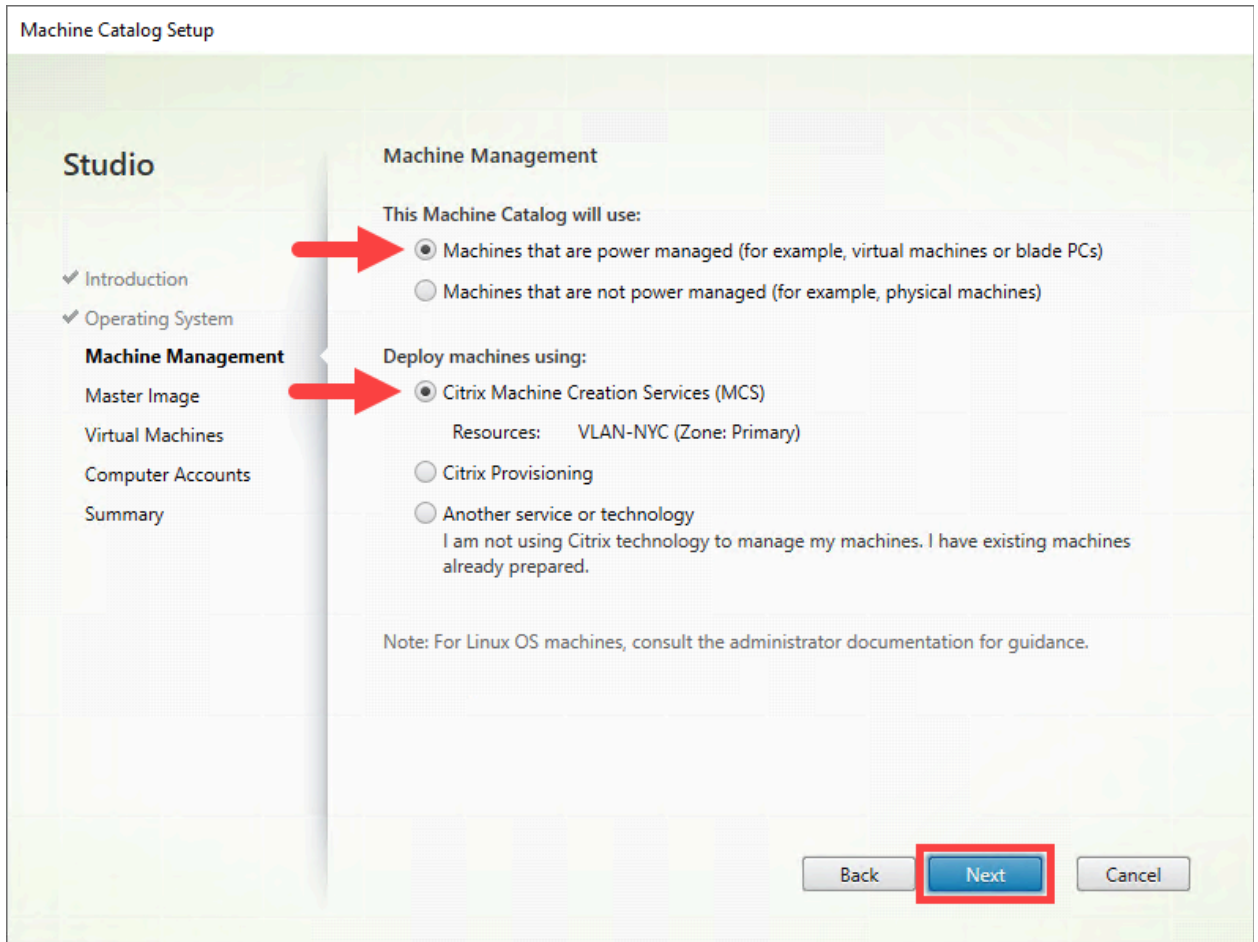 Machine Catalog Setup
Studio
Introduction
Operating System
Machine Management
Master Image
Virtual Machines
Computer Accounts
Summary
Machine Management
This Machine Catalog will use:
Machines that are power managed (for example, virtual machines or blade PCs)
Machines that are not power managed (for example, physical machines)
Deploy machines using:
Citrix Machine Creation Services (MCS)
Resources: VLAN-NYC (Zone: Primary)
Citrix Provisioning
Another service or technology
I am not using Citrix technology to manage my machines. I have existing machines
already prepared.
Note: For Linux OS machines, consult the administrator documentation for guidance.
Back Next Cancel